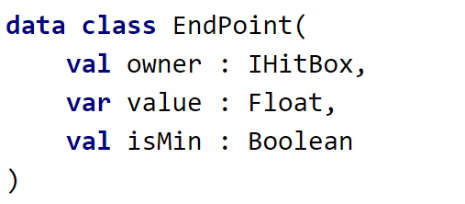 data class EndPoint(
    val owner : IHitBox,
    var value : Float,
    val isMin : Boolean
)